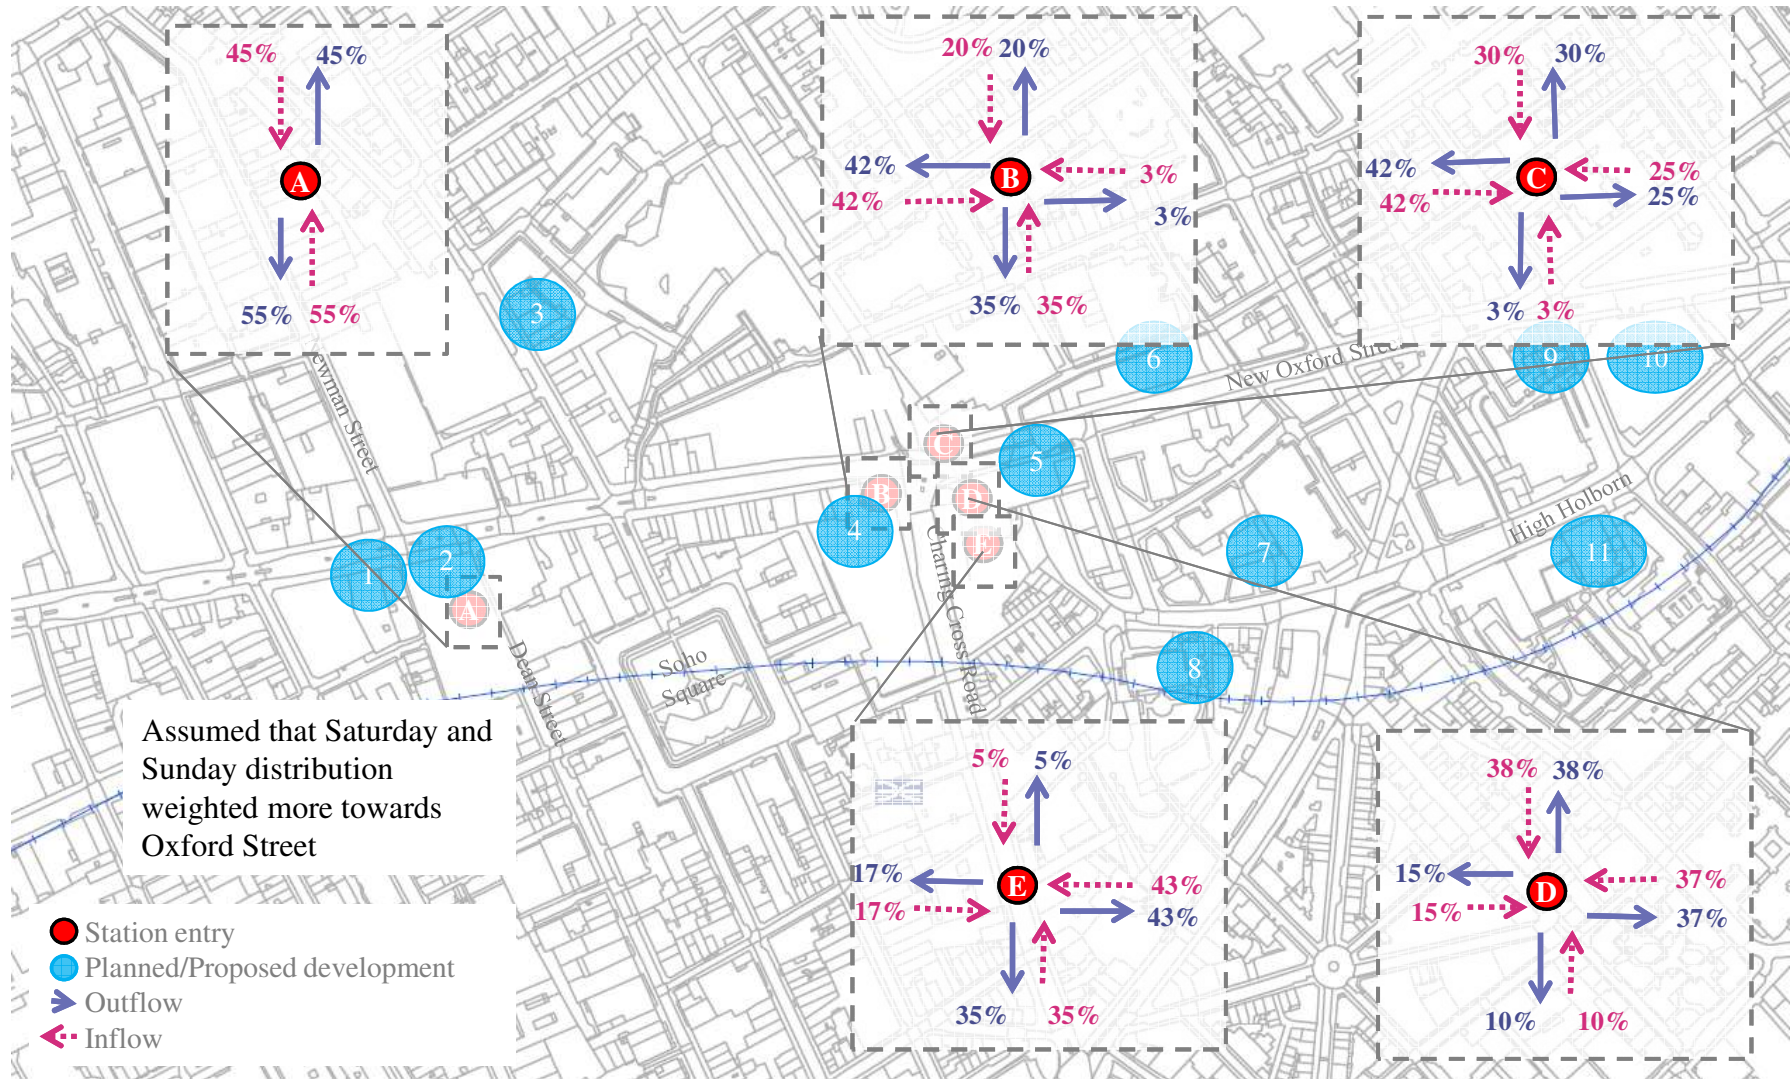 45% 45%
A
55% 55%
20% 20%
42%
B
3%
42%
3%
35% 35%
30% 30%
42%
C
25%
42%
25%
3% 3%
3
6
9
10
New Oxford Street
Newman Street
C
5
B
D
4
E
High Holborn
7
11
1
2
A
Charing Cross Road
Dean Street
Soho
Square
8
Assumed that Saturday and
Sunday distribution
weighted more towards
Oxford Street
5% 5%
17%
E
43%
17%
43%
35% 35%
38% 38%
15%
D
37%
15%
37%
10% 10%
Station entry
Planned/Proposed development
Outflow
Inflow